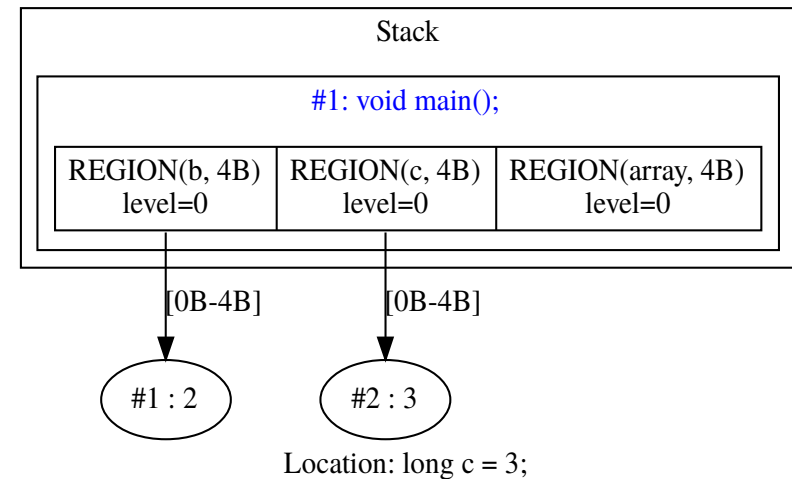 Stack
#1: void main();
REGION(b, 4B)
level=0
REGION(c, 4B)
level=0
REGION(array, 4B)
level=0
[0B-4B]
[0B-4B]
#1 : 2
#2 : 3
Location: long c = 3;